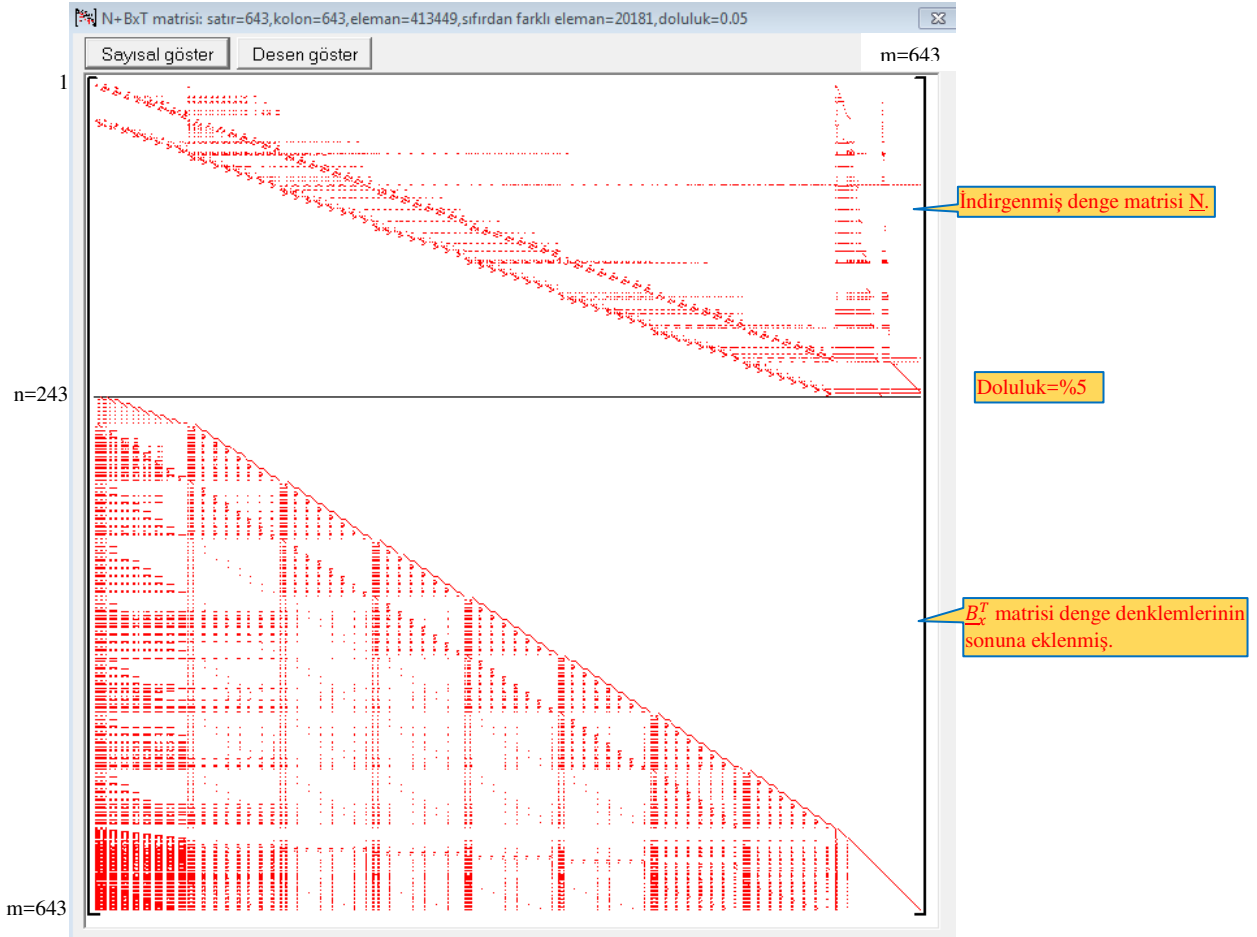 N+BxT matrisi: satır=643,kolon=643,eleman=413449,sıfırdan farklı eleman=20181,doluluk=0.05
Sayısal göster
Desen göster
m=643
1
İndirgenmiş denge matrisi N.
n=243
Doluluk=%5
B_x^T matrisi denge denklemlerinin
sonuna eklenmiş.
m=643